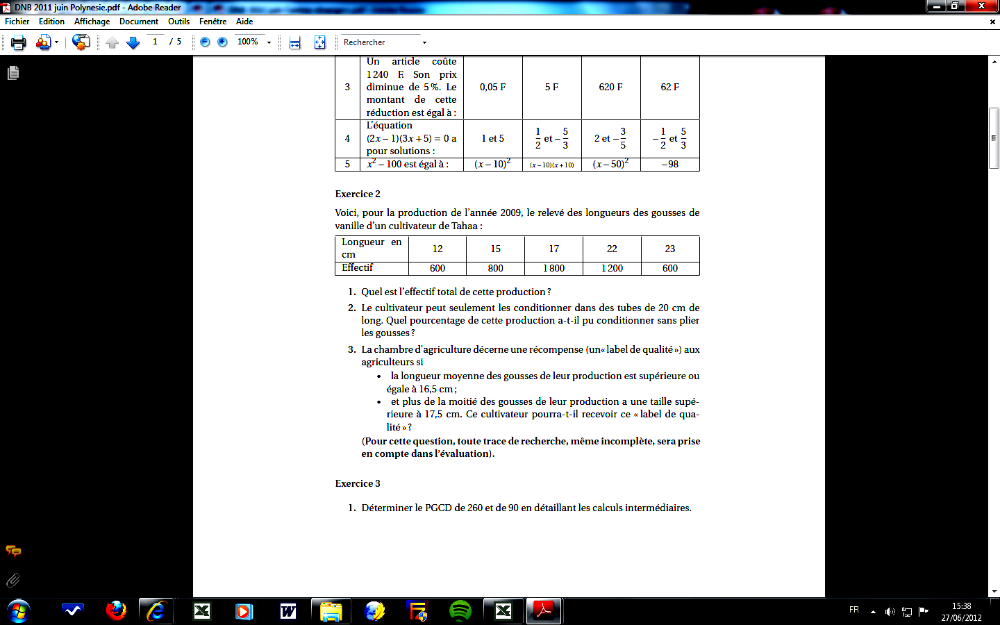 DNB 2011 juin Polynesie.pdf - Adobe Reader
Fichier Edition Affichage Document Outils Fenêtre Aide
1 / 5 100% Rechercher
3 Un article coûte 1 240 F. Son prix diminue de 5 %. Le montant de cette réduction est égal à : 0,05 F 5 F 620 F 62 F
4 L'équation (2x − 1)(3x + 5) = 0 a pour solutions : 1 et 5 1/2 et −5/3 2 et −3/5 −1/2 et 5/3
5 x² − 100 est égal à : (x − 10)² (x − 10)(x + 10) (x − 50)² −98
Exercice 2
Voici, pour la production de l'année 2009, le relevé des longueurs des gousses de
vanille d'un cultivateur de Tahaa :
Longueur en cm 12 15 17 22 23
Effectif 600 800 1 800 1 200 600
1. Quel est l'effectif total de cette production ?
2. Le cultivateur peut seulement les conditionner dans des tubes de 20 cm de
long. Quel pourcentage de cette production a-t-il pu conditionner sans plier
les gousses ?
3. La chambre d'agriculture décerne une récompense (un« label de qualité ») aux
agriculteurs si
• la longueur moyenne des gousses de leur production est supérieure ou
égale à 16,5 cm ;
• et plus de la moitié des gousses de leur production a une taille supé-
rieure à 17,5 cm. Ce cultivateur pourra-t-il recevoir ce « label de qua-
lité » ?
(Pour cette question, toute trace de recherche, même incomplète, sera prise
en compte dans l'évaluation).
Exercice 3
1. Déterminer le PGCD de 260 et de 90 en détaillant les calculs intermédiaires.
FR 15:38
27/06/2012